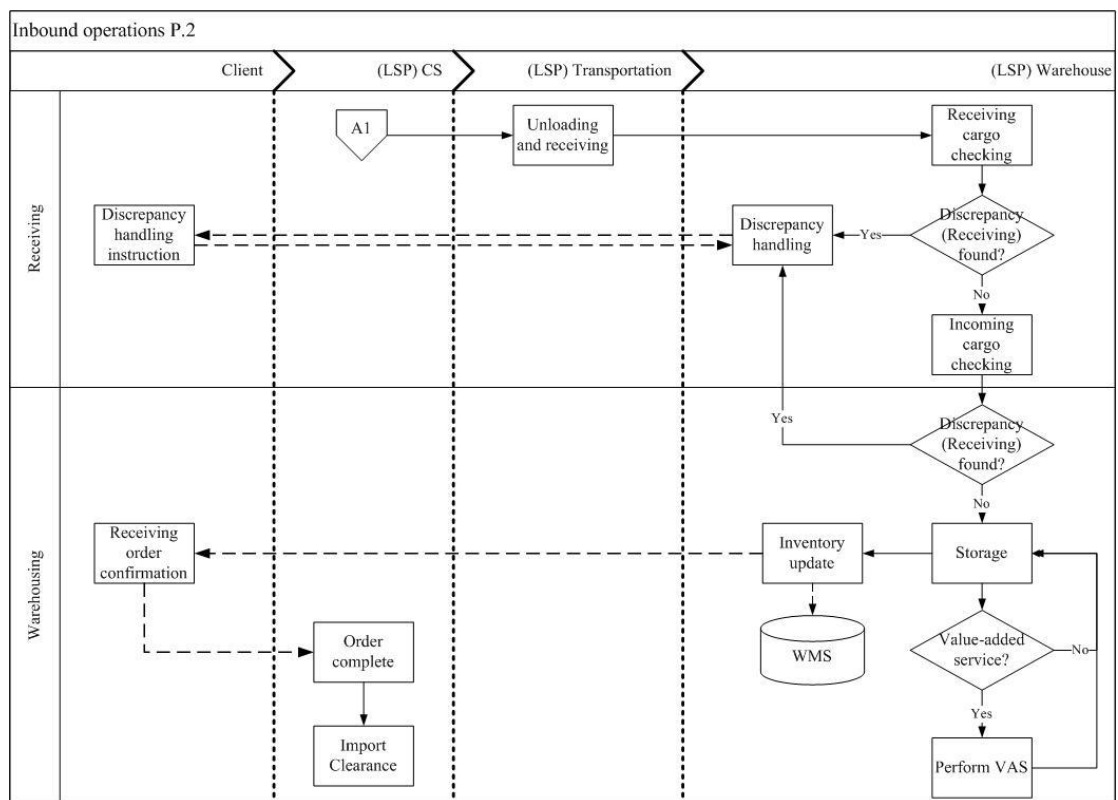 Inbound operations P.2
Client
(LSP) CS
(LSP) Transportation
(LSP) Warehouse
Receiving
A1
Unloading
and receiving
Receiving
cargo
checking
Discrepancy
handling
instruction
Discrepancy
handling
Yes
Discrepancy
(Receiving)
found?
No
Incoming
cargo
checking
Warehousing
Yes
Discrepancy
(Receiving)
found?
No
Receiving
order
confirmation
Inventory
update
Storage
Order
complete
WMS
Value-added
service?
No
Yes
Import
Clearance
Perform VAS